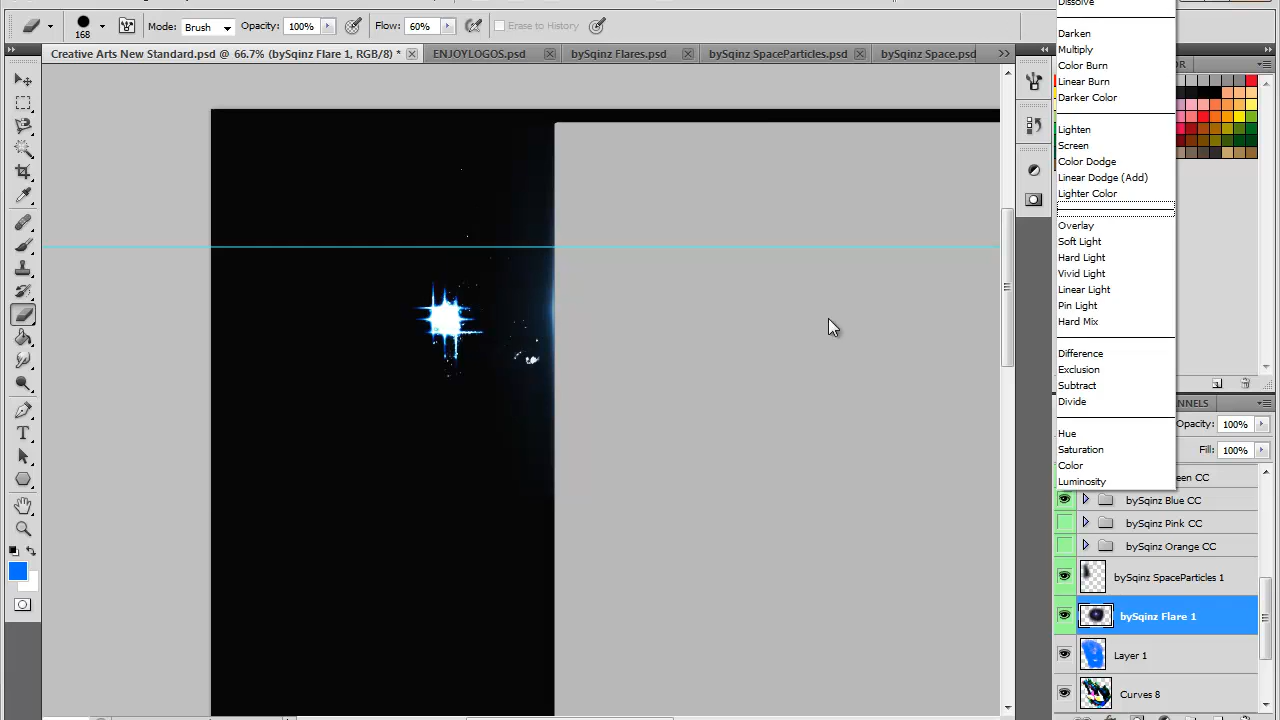 Dissolve
168 Mode: Brush Opacity: 100% Flow: 60% Erase to History
Creative Arts New Standard.psd @ 66.7% (bySqinz Flare 1, RGB/8) * ENJOYLOGOS.psd bySqinz Flares.psd bySqinz SpaceParticles.psd bySqinz Space.psd
Darken
Multiply
Color Burn
Linear Burn
Darker Color
Lighten
Screen
Color Dodge
Linear Dodge (Add)
Lighter Color
Overlay
Soft Light
Hard Light
Vivid Light
Linear Light
Pin Light
Hard Mix
Difference
Exclusion
Subtract
Divide
Hue
Saturation
Color
Luminosity
Opacity: 100%
Fill: 100%
bySqinz Blue CC
bySqinz Pink CC
bySqinz Orange CC
bySqinz SpaceParticles 1
bySqinz Flare 1
Layer 1
Curves 8